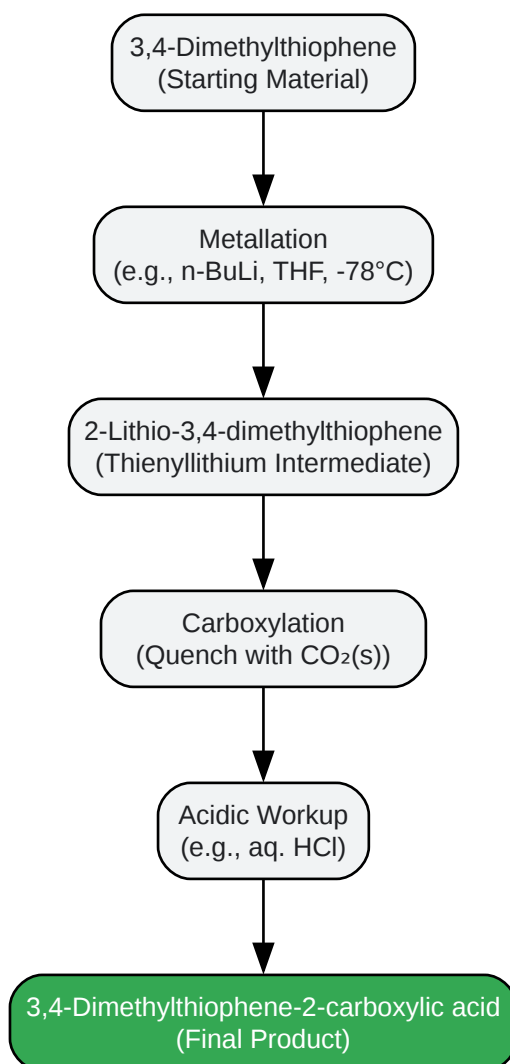 3,4-Dimethylthiophene
(Starting Material)
Metallation
(e.g., n-BuLi, THF, -78°C)
2-Lithio-3,4-dimethylthiophene
(Thienyllithium Intermediate)
Carboxylation
(Quench with CO₂(s))
Acidic Workup
(e.g., aq. HCl)
3,4-Dimethylthiophene-2-carboxylic acid
(Final Product)